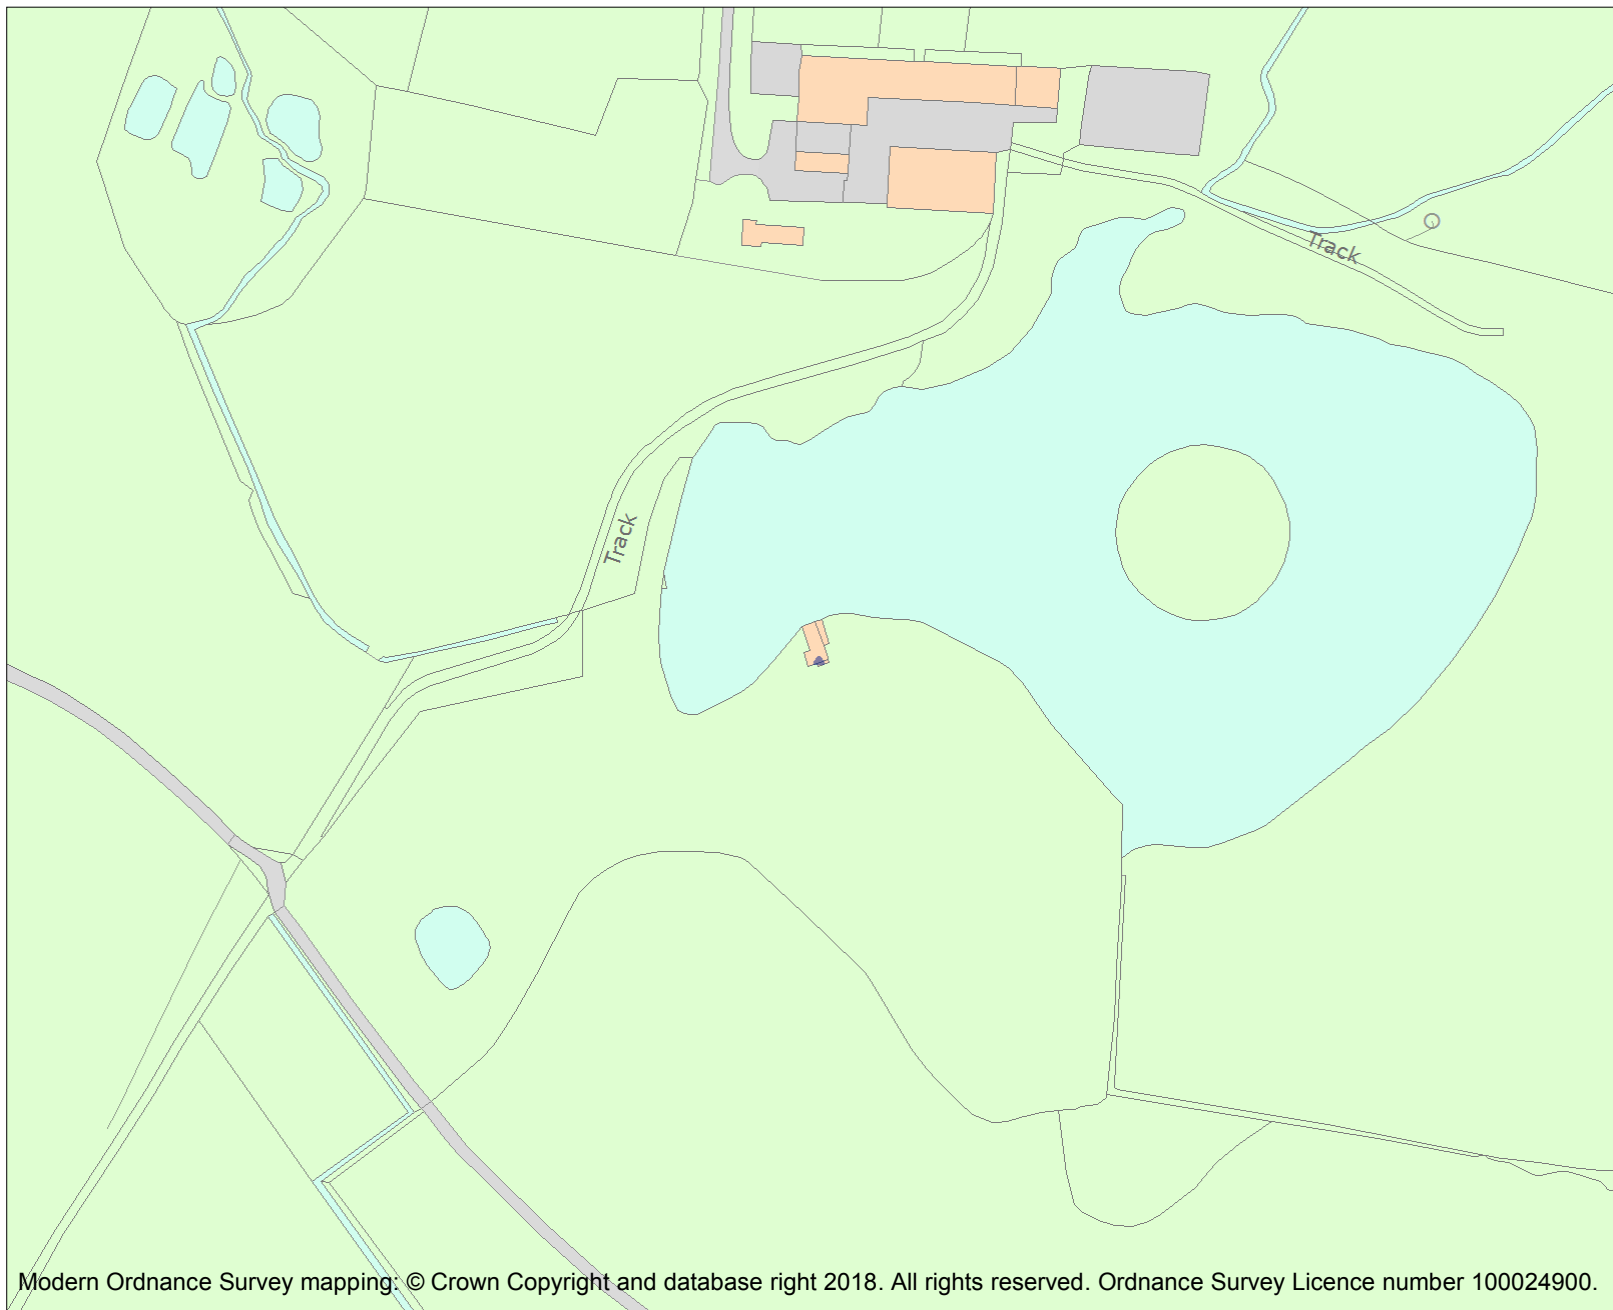 Track
Track
Modern Ordnance Survey mapping: © Crown Copyright and database right 2018. All rights reserved. Ordnance Survey Licence number 100024900.